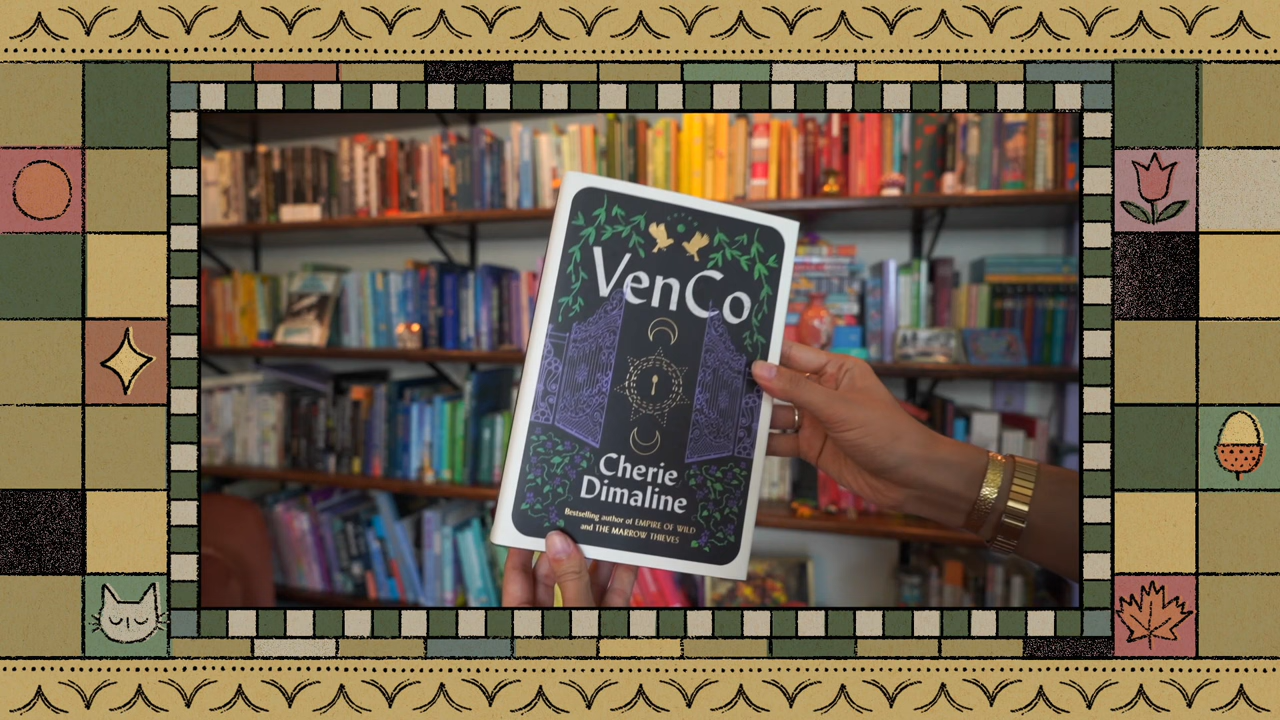 VenCo
Cherie
Dimaline
Bestselling author of EMPIRE OF WILD
and THE MARROW THIEVES